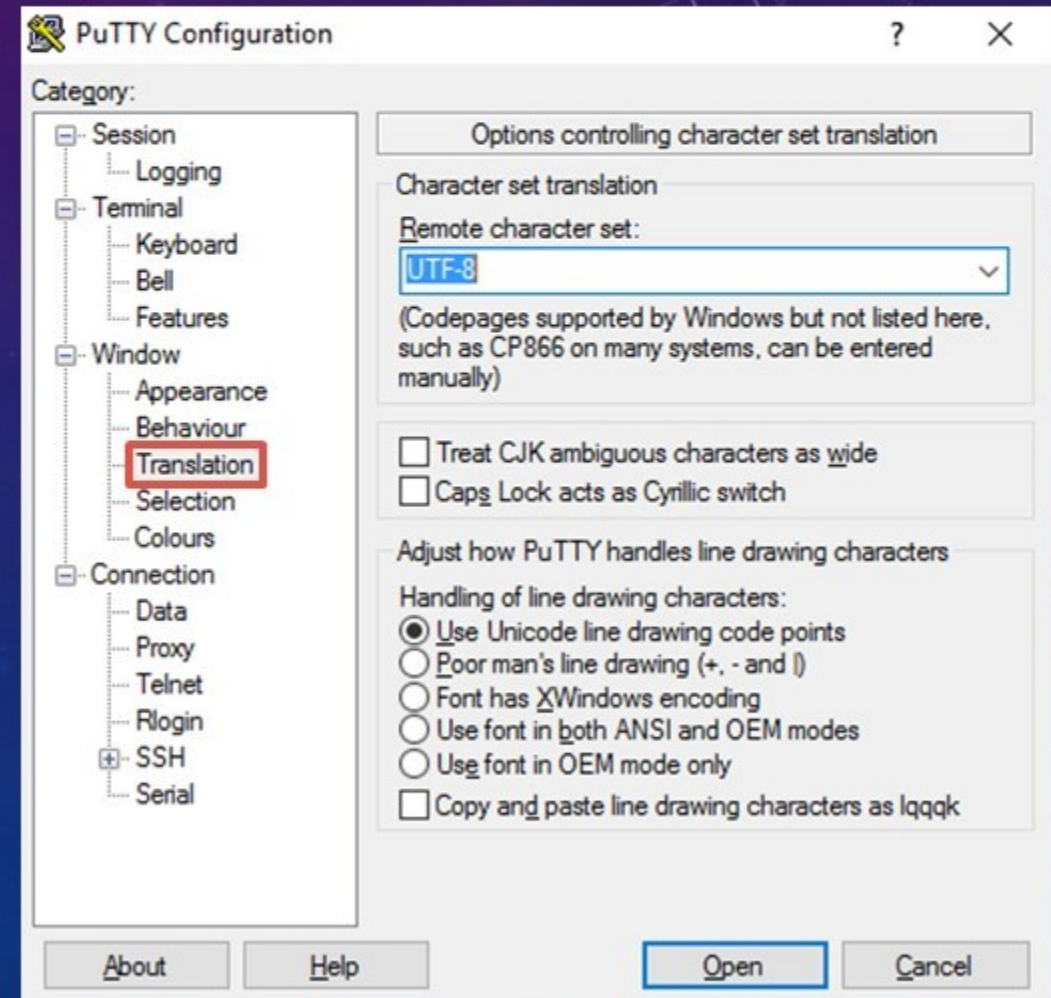 PuTTY Configuration
?
Category:
Session
Logging
Terminal
Keyboard
Bell
Features
Window
Appearance
Behaviour
Translation
Selection
Colours
Connection
Data
Proxy
Telnet
Rlogin
SSH
Serial
Options controlling character set translation
Character set translation
Remote character set:
UTF-8
(Codepages supported by Windows but not listed here,
such as CP866 on many systems, can be entered
manually)
Treat CJK ambiguous characters as wide
Caps Lock acts as Cyrillic switch
Adjust how PuTTY handles line drawing characters
Handling of line drawing characters:
Use Unicode line drawing code points
Poor man's line drawing (+, - and |)
Font has XWindows encoding
Use font in both ANSI and OEM modes
Use font in OEM mode only
Copy and paste line drawing characters as lqqqk
About
Help
Open
Cancel